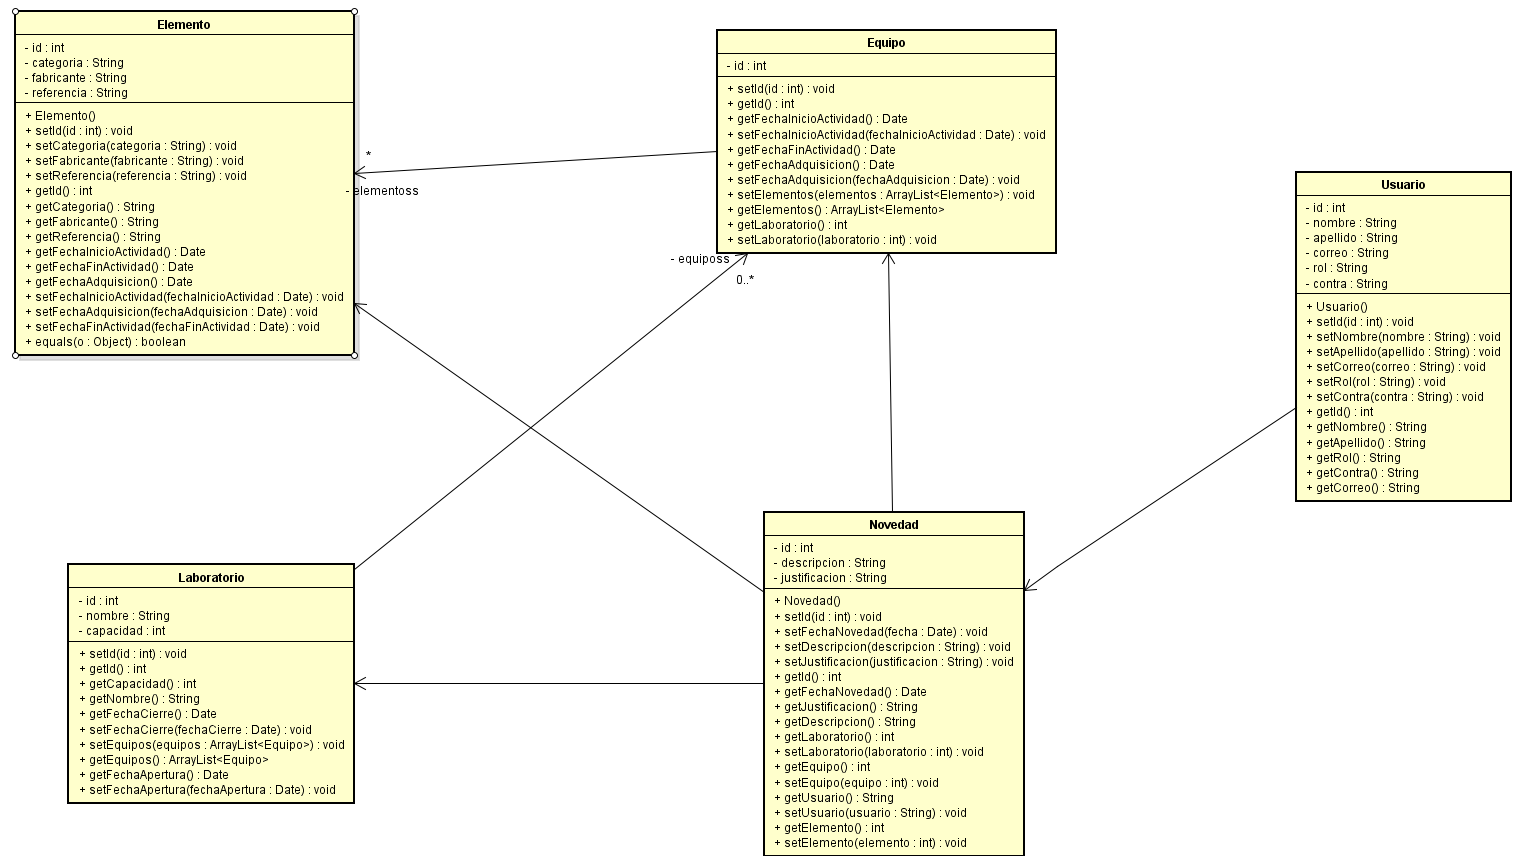 Elemento
- id : int
- categoria : String
- fabricante : String
- referencia : String
+ Elemento()
+ setId(id : int) : void
+ setCategoria(categoria : String) : void
+ setFabricante(fabricante : String) : void
+ setReferencia(referencia : String) : void
+ getId() : int
+ getCategoria() : String
+ getFabricante() : String
+ getReferencia() : String
+ getFechaInicioActividad() : Date
+ getFechaFinActividad() : Date
+ getFechaAdquisicion() : Date
+ setFechaInicioActividad(fechaInicioActividad : Date) : void
+ setFechaAdquisicion(fechaAdquisicion : Date) : void
+ setFechaFinActividad(fechaFinActividad : Date) : void
+ equals(o : Object) : boolean
*
- elementoss
Equipo
- id : int
+ setId(id : int) : void
+ getId() : int
+ getFechaInicioActividad() : Date
+ setFechaInicioActividad(fechaInicioActividad : Date) : void
+ getFechaFinActividad() : Date
+ getFechaAdquisicion() : Date
+ setFechaAdquisicion(fechaAdquisicion : Date) : void
+ setElementos(elementos : ArrayList<Elemento>) : void
+ getElementos() : ArrayList<Elemento>
+ getLaboratorio() : int
+ setLaboratorio(laboratorio : int) : void
- equiposs
0..*
Usuario
- id : int
- nombre : String
- apellido : String
- correo : String
- rol : String
- contra : String
+ Usuario()
+ setId(id : int) : void
+ setNombre(nombre : String) : void
+ setApellido(apellido : String) : void
+ setCorreo(correo : String) : void
+ setRol(rol : String) : void
+ setContra(contra : String) : void
+ getId() : int
+ getNombre() : String
+ getApellido() : String
+ getRol() : String
+ getContra() : String
+ getCorreo() : String
Laboratorio
- id : int
- nombre : String
- capacidad : int
+ setId(id : int) : void
+ getId() : int
+ getCapacidad() : int
+ getNombre() : String
+ getFechaCierre() : Date
+ setFechaCierre(fechaCierre : Date) : void
+ setEquipos(equipos : ArrayList<Equipo>) : void
+ getEquipos() : ArrayList<Equipo>
+ getFechaApertura() : Date
+ setFechaApertura(fechaApertura : Date) : void
Novedad
- id : int
- descripcion : String
- justificacion : String
+ Novedad()
+ setId(id : int) : void
+ setFechaNovedad(fecha : Date) : void
+ setDescripcion(descripcion : String) : void
+ setJustificacion(justificacion : String) : void
+ getId() : int
+ getFechaNovedad() : Date
+ getJustificacion() : String
+ getDescripcion() : String
+ getLaboratorio() : int
+ setLaboratorio(laboratorio : int) : void
+ getEquipo() : int
+ setEquipo(equipo : int) : void
+ getUsuario() : String
+ setUsuario(usuario : String) : void
+ getElemento() : int
+ setElemento(elemento : int) : void